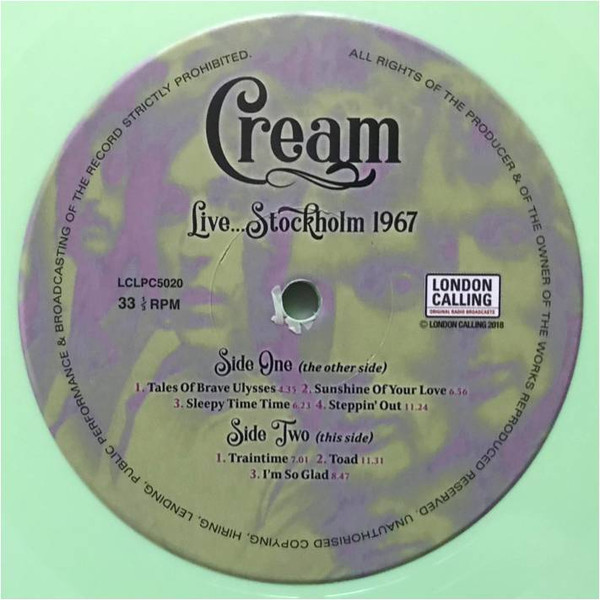 Cream
Live...Stockholm 1967
LCLPC5020
33 ⅓ RPM
LONDON
CALLING
ORIGINAL RADIO BROADCASTS
© LONDON CALLING 2018
Side One (the other side)
1. Tales Of Brave Ulysses 4.35 2. Sunshine Of Your Love 6.56
3. Sleepy Time Time 6.23 4. Steppin' Out 11.24
Side Two (this side)
1. Traintime 7.01 2. Toad 11.31
3. I'm So Glad 8.47
ALL RIGHTS OF THE PRODUCER & OF THE OWNER OF THE WORKS REPRODUCED RESERVED, UNAUTHORISED COPYING, HIRING, LENDING, PUBLIC PERFORMANCE & BROADCASTING OF THE RECORD STRICTLY PROHIBITED.